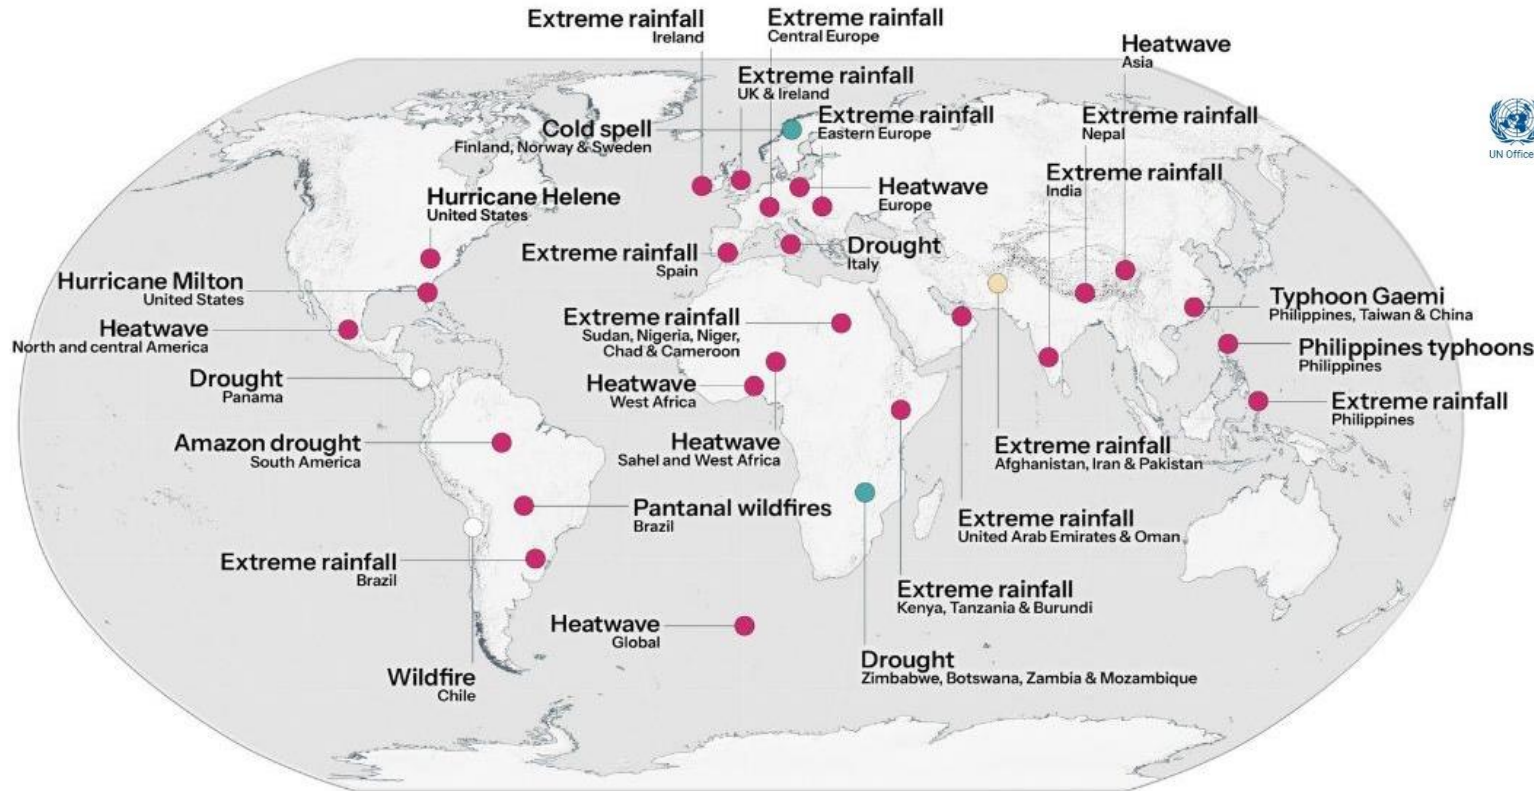 Extreme rainfall
Ireland
Extreme rainfall
Central Europe
Heatwave
Asia
Extreme rainfall
UK & Ireland
Cold spell
Finland, Norway & Sweden
Extreme rainfall
Eastern Europe
Extreme rainfall
Nepal
UN Office
Hurricane Helene
United States
Heatwave
Europe
Extreme rainfall
India
Extreme rainfall
Spain
Drought
Italy
Hurricane Milton
United States
Typhoon Gaemi
Philippines, Taiwan & China
Heatwave
North and central America
Extreme rainfall
Sudan, Nigeria, Niger,
Chad & Cameroon
Philippines typhoons
Philippines
Drought
Panama
Heatwave
West Africa
Extreme rainfall
Philippines
Amazon drought
South America
Heatwave
Sahel and West Africa
Extreme rainfall
Afghanistan, Iran & Pakistan
Pantanal wildfires
Brazil
Extreme rainfall
United Arab Emirates & Oman
Extreme rainfall
Brazil
Extreme rainfall
Kenya, Tanzania & Burundi
Heatwave
Global
Wildfire
Chile
Drought
Zimbabwe, Botswana, Zambia & Mozambique